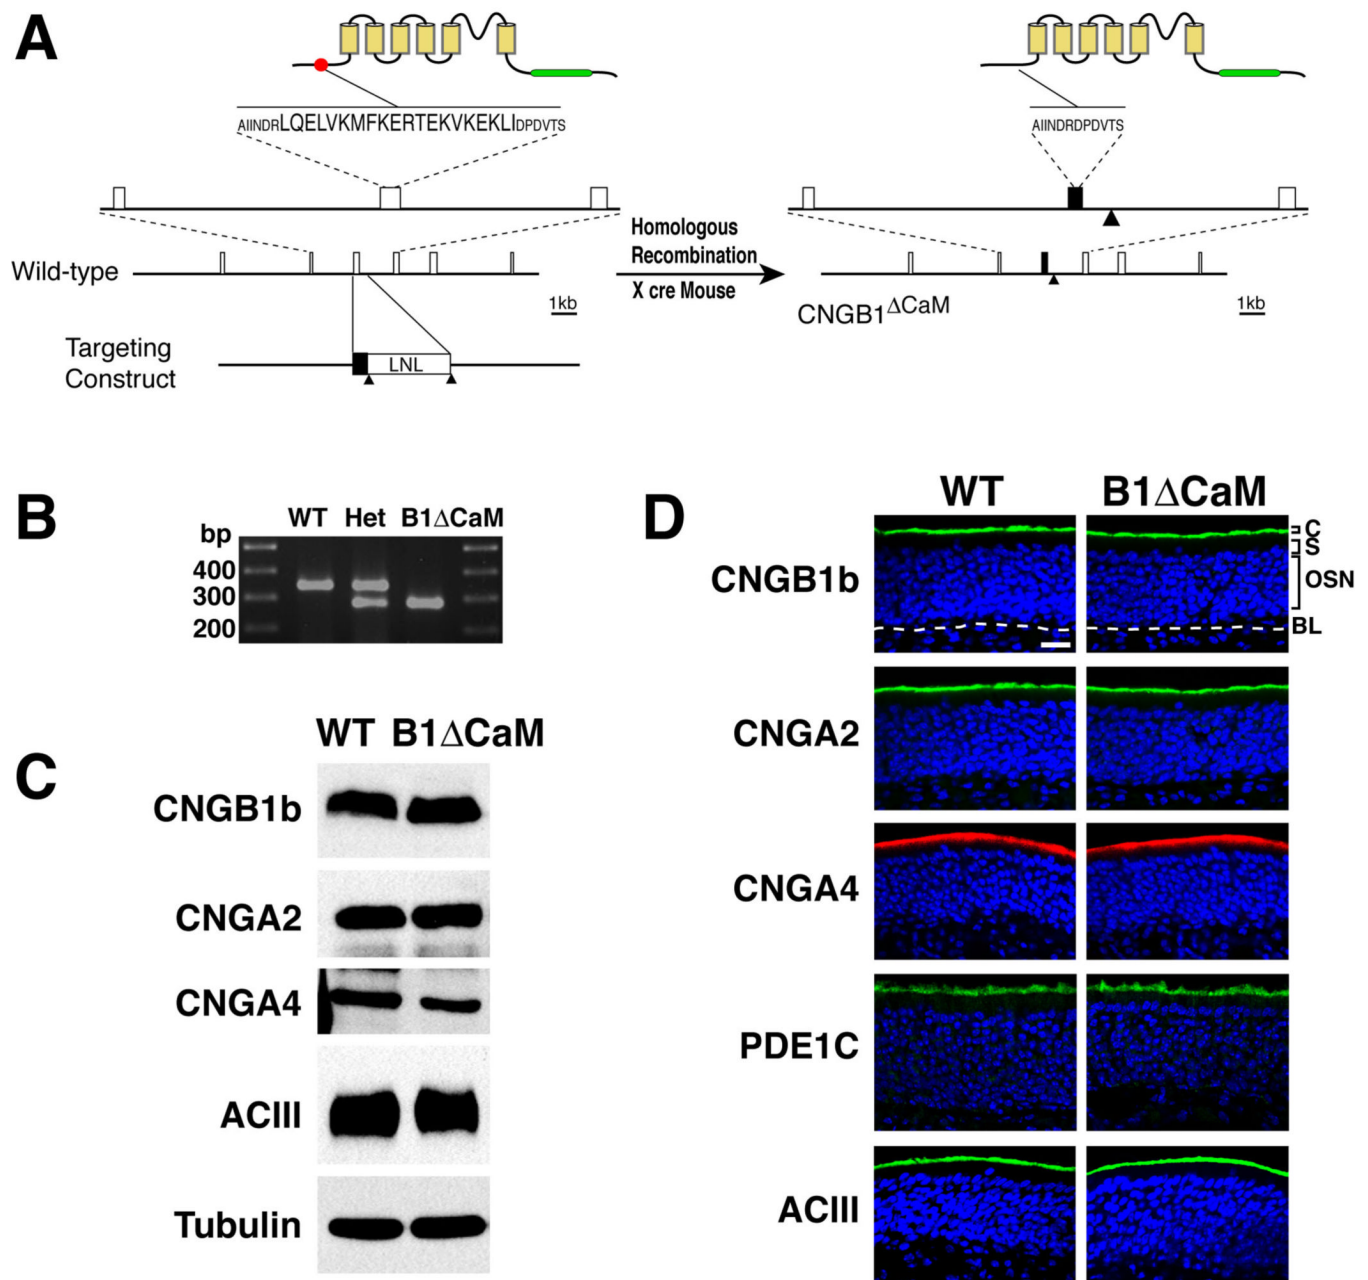 A
AIINDRLQELVKMFKERTEKVKEKLIDPDVTS
AIINDRDPDVTS
Homologous
Recombination
X cre Mouse
Wild-type
1kb
CNGB1ΔCaM
1kb
Targeting
Construct
LNL
B
bp
WT Het B1ΔCaM
400
300
200
C
WT B1ΔCaM
CNGB1b
CNGA2
CNGA4
ACIII
Tubulin
D
WT B1ΔCaM
CNGB1b
C
S
OSN
BL
CNGA2
CNGA4
PDE1C
ACIII